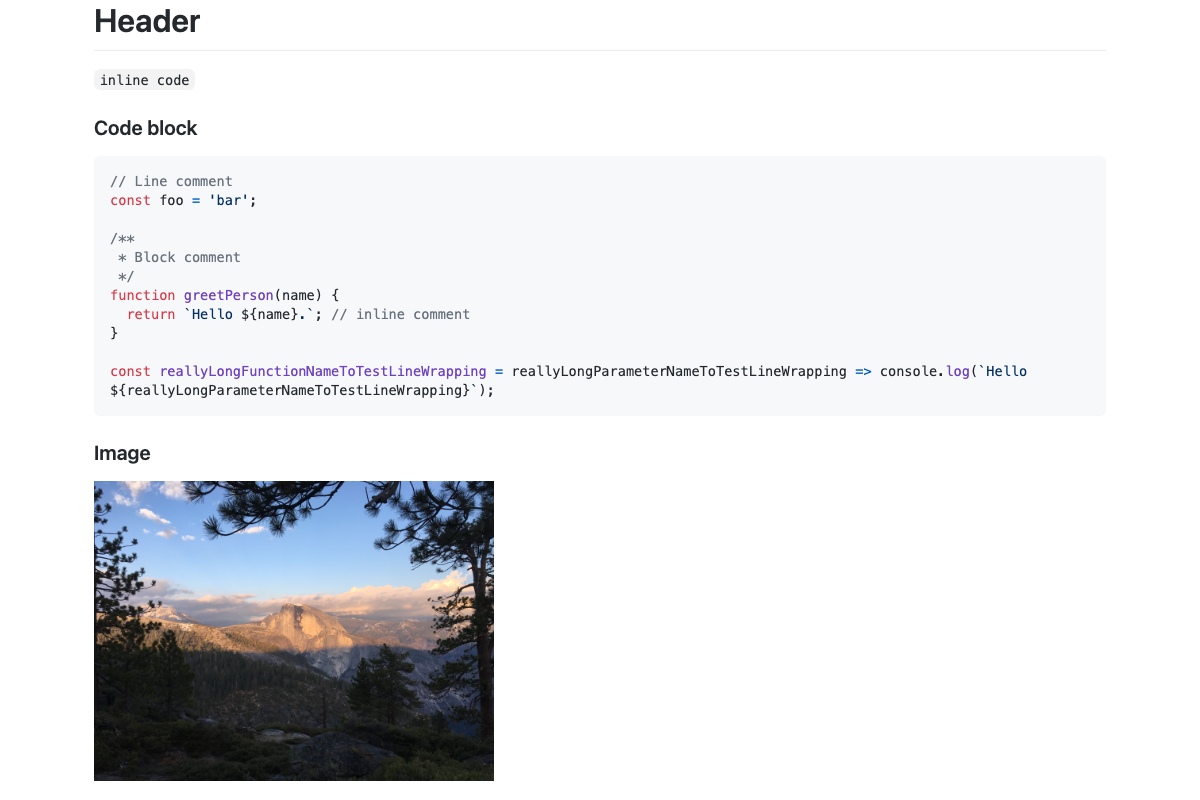 Header
inline code
Code block
// Line comment
const foo = 'bar';
/**
 * Block comment
 */
function greetPerson(name) {
  return `Hello ${name}.`; // inline comment
}
const reallyLongFunctionNameToTestLineWrapping = reallyLongParameterNameToTestLineWrapping => console.log(`Hello
${reallyLongParameterNameToTestLineWrapping}`);
Image